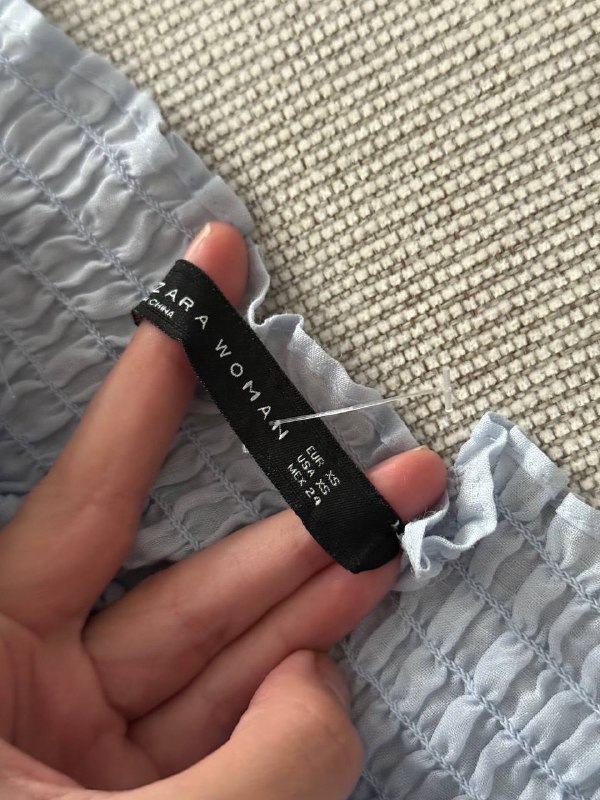 ZARA WOMAN
CHINA
EUR XS
USA XS
MEX 24